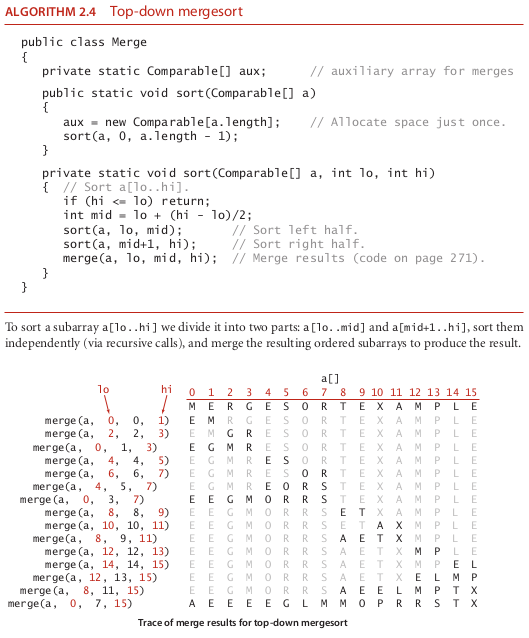 ALGORITHM 2.4 Top-down mergesort
public class Merge
{
private static Comparable[] aux; // auxiliary array for merges
public static void sort(Comparable[] a)
{
aux = new Comparable[a.length]; // Allocate space just once.
sort(a, 0, a.length - 1);
}
private static void sort(Comparable[] a, int lo, int hi)
{ // Sort a[lo..hi].
if (hi <= lo) return;
int mid = lo + (hi - lo)/2;
sort(a, lo, mid); // Sort left half.
sort(a, mid+1, hi); // Sort right half.
merge(a, lo, mid, hi); // Merge results (code on page 271).
}
}
To sort a subarray a[lo..hi] we divide it into two parts: a[lo..mid] and a[mid+1..hi], sort them
independently (via recursive calls), and merge the resulting ordered subarrays to produce the result.
a[]
lo hi 0 1 2 3 4 5 6 7 8 9 10 11 12 13 14 15
M E R G E S O R T E X A M P L E
merge(a, 0, 0, 1) E M R G E S O R T E X A M P L E
merge(a, 2, 2, 3) E M G R E S O R T E X A M P L E
merge(a, 0, 1, 3) E G M R E S O R T E X A M P L E
merge(a, 4, 4, 5) E G M R E S O R T E X A M P L E
merge(a, 6, 6, 7) E G M R E S O R T E X A M P L E
merge(a, 4, 5, 7) E G M R E O R S T E X A M P L E
merge(a, 0, 3, 7) E E G M O R R S T E X A M P L E
merge(a, 8, 8, 9) E E G M O R R S E T X A M P L E
merge(a, 10, 10, 11) E E G M O R R S E T A X M P L E
merge(a, 8, 9, 11) E E G M O R R S A E T X M P L E
merge(a, 12, 12, 13) E E G M O R R S A E T X M P L E
merge(a, 14, 14, 15) E E G M O R R S A E T X M P E L
merge(a, 12, 13, 15) E E G M O R R S A E T X E L M P
merge(a, 8, 11, 15) E E G M O R R S A E E L M P T X
merge(a, 0, 7, 15) A E E E E G L M M O P R R S T X
Trace of merge results for top-down mergesort